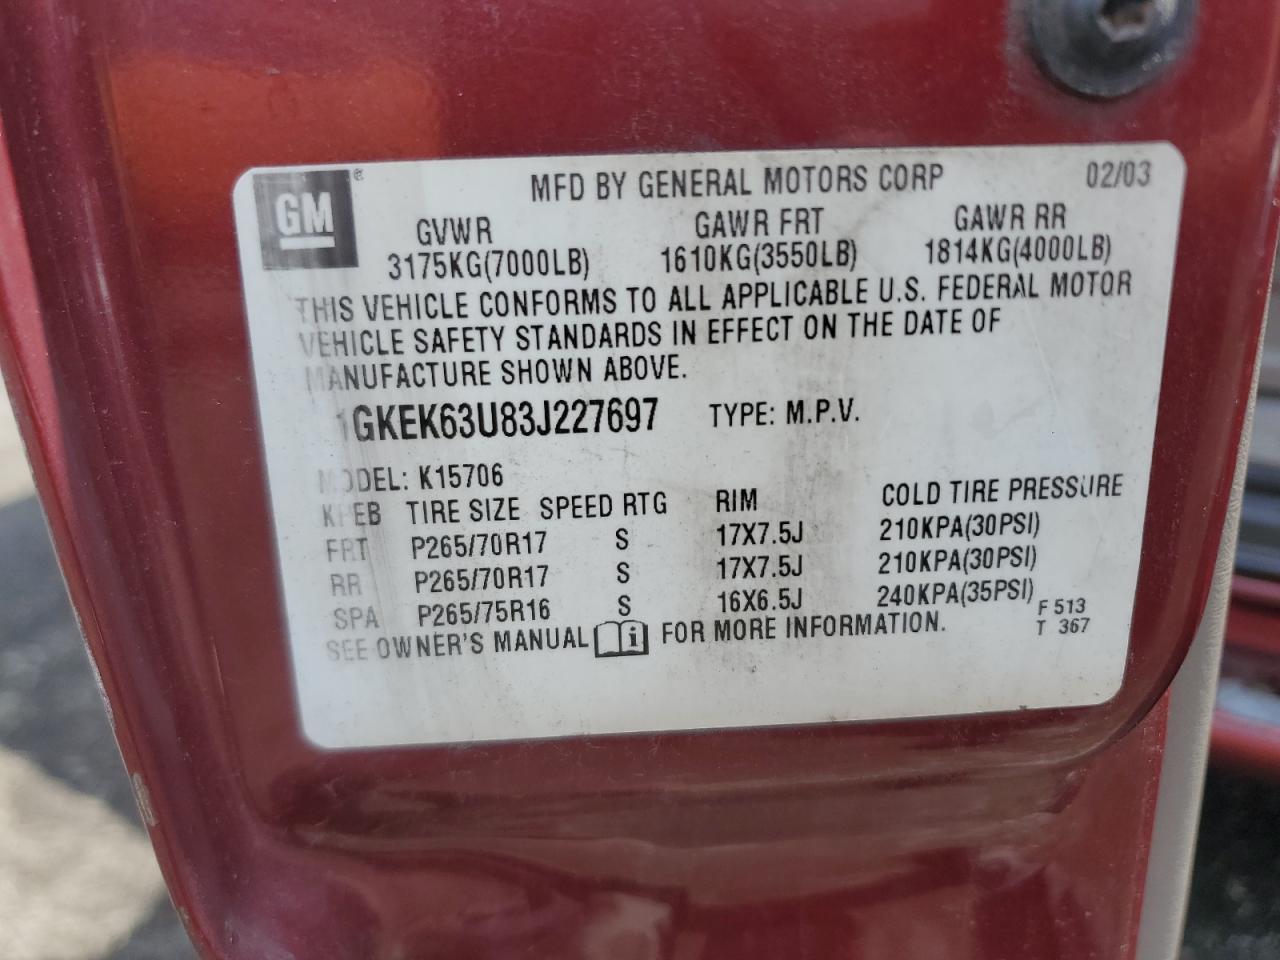 GM ®
MFD BY GENERAL MOTORS CORP 02/03
GVWR GAWR FRT GAWR RR
3175KG(7000LB) 1610KG(3550LB) 1814KG(4000LB)
THIS VEHICLE CONFORMS TO ALL APPLICABLE U.S. FEDERAL MOTOR
VEHICLE SAFETY STANDARDS IN EFFECT ON THE DATE OF
MANUFACTURE SHOWN ABOVE.
1GKEK63U83J227697 TYPE: M.P.V.
MODEL: K15706
TIRE SIZE SPEED RTG RIM COLD TIRE PRESSURE
FRT P265/70R17 S 17X7.5J 210KPA(30PSI)
RR P265/70R17 S 17X7.5J 210KPA(30PSI)
SPA P265/75R16 S 16X6.5J 240KPA(35PSI)
SEE OWNER'S MANUAL i FOR MORE INFORMATION.
F 513
T 367